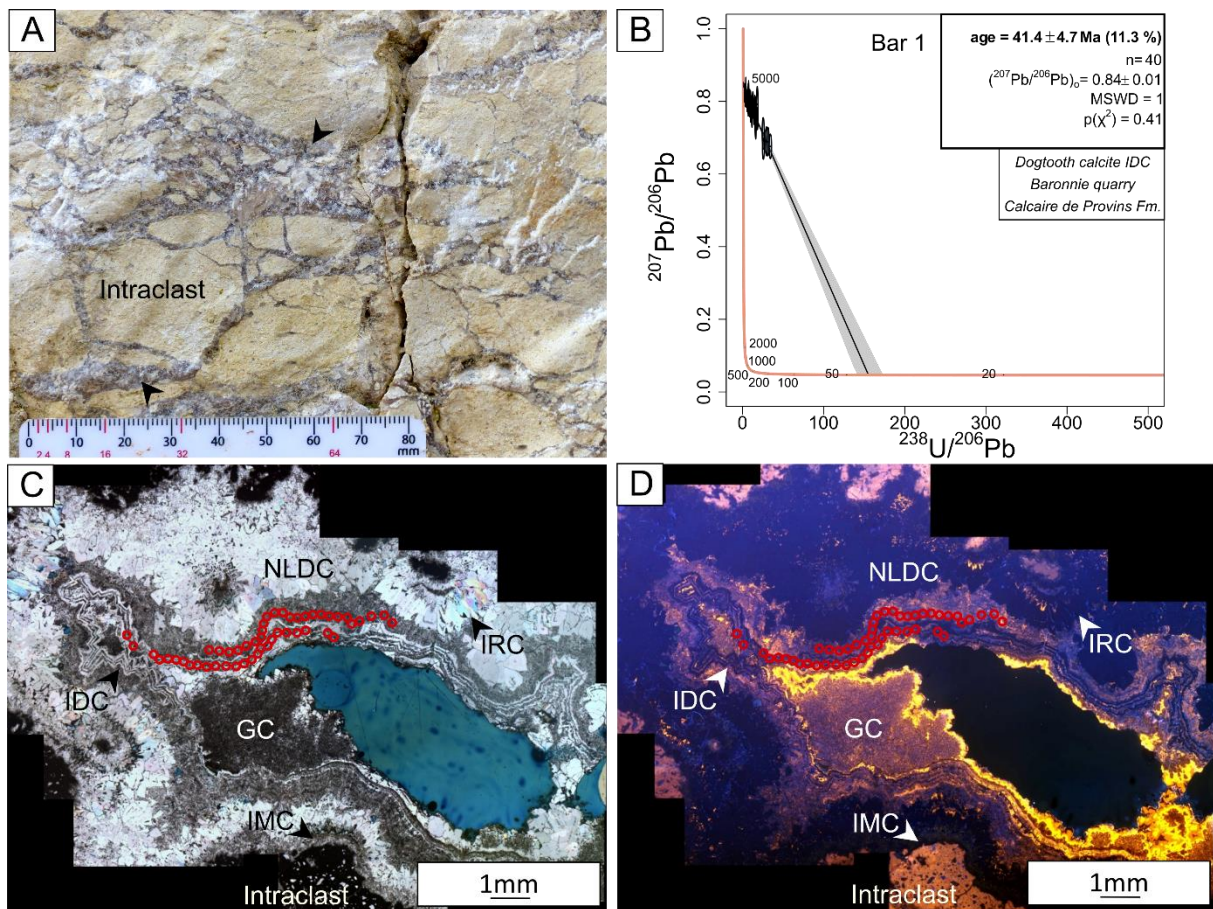 A
Intraclast
0 10 20 30 40 50 60 70 80
mm
2 4 8 16 32 64
B
Bar 1
age = 41.4±4.7 Ma (11.3 %)
n= 40
(²⁰⁷Pb/²⁰⁶Pb)ₒ= 0.84± 0.01
MSWD = 1
p(χ²) = 0.41
Dogtooth calcite IDC
Baronnie quarry
Calcaire de Provins Fm.
5000
2000
1000
500 200 100 50 20
1.0
0.8
0.6
0.4
0.2
0.0
²⁰⁷Pb/²⁰⁶Pb
0 100 200 300 400 500
²³⁸U/²⁰⁶Pb
C
NLDC
IRC
IDC
GC
IMC
Intraclast
1mm
D
NLDC
IRC
IDC
GC
IMC
Intraclast
1mm